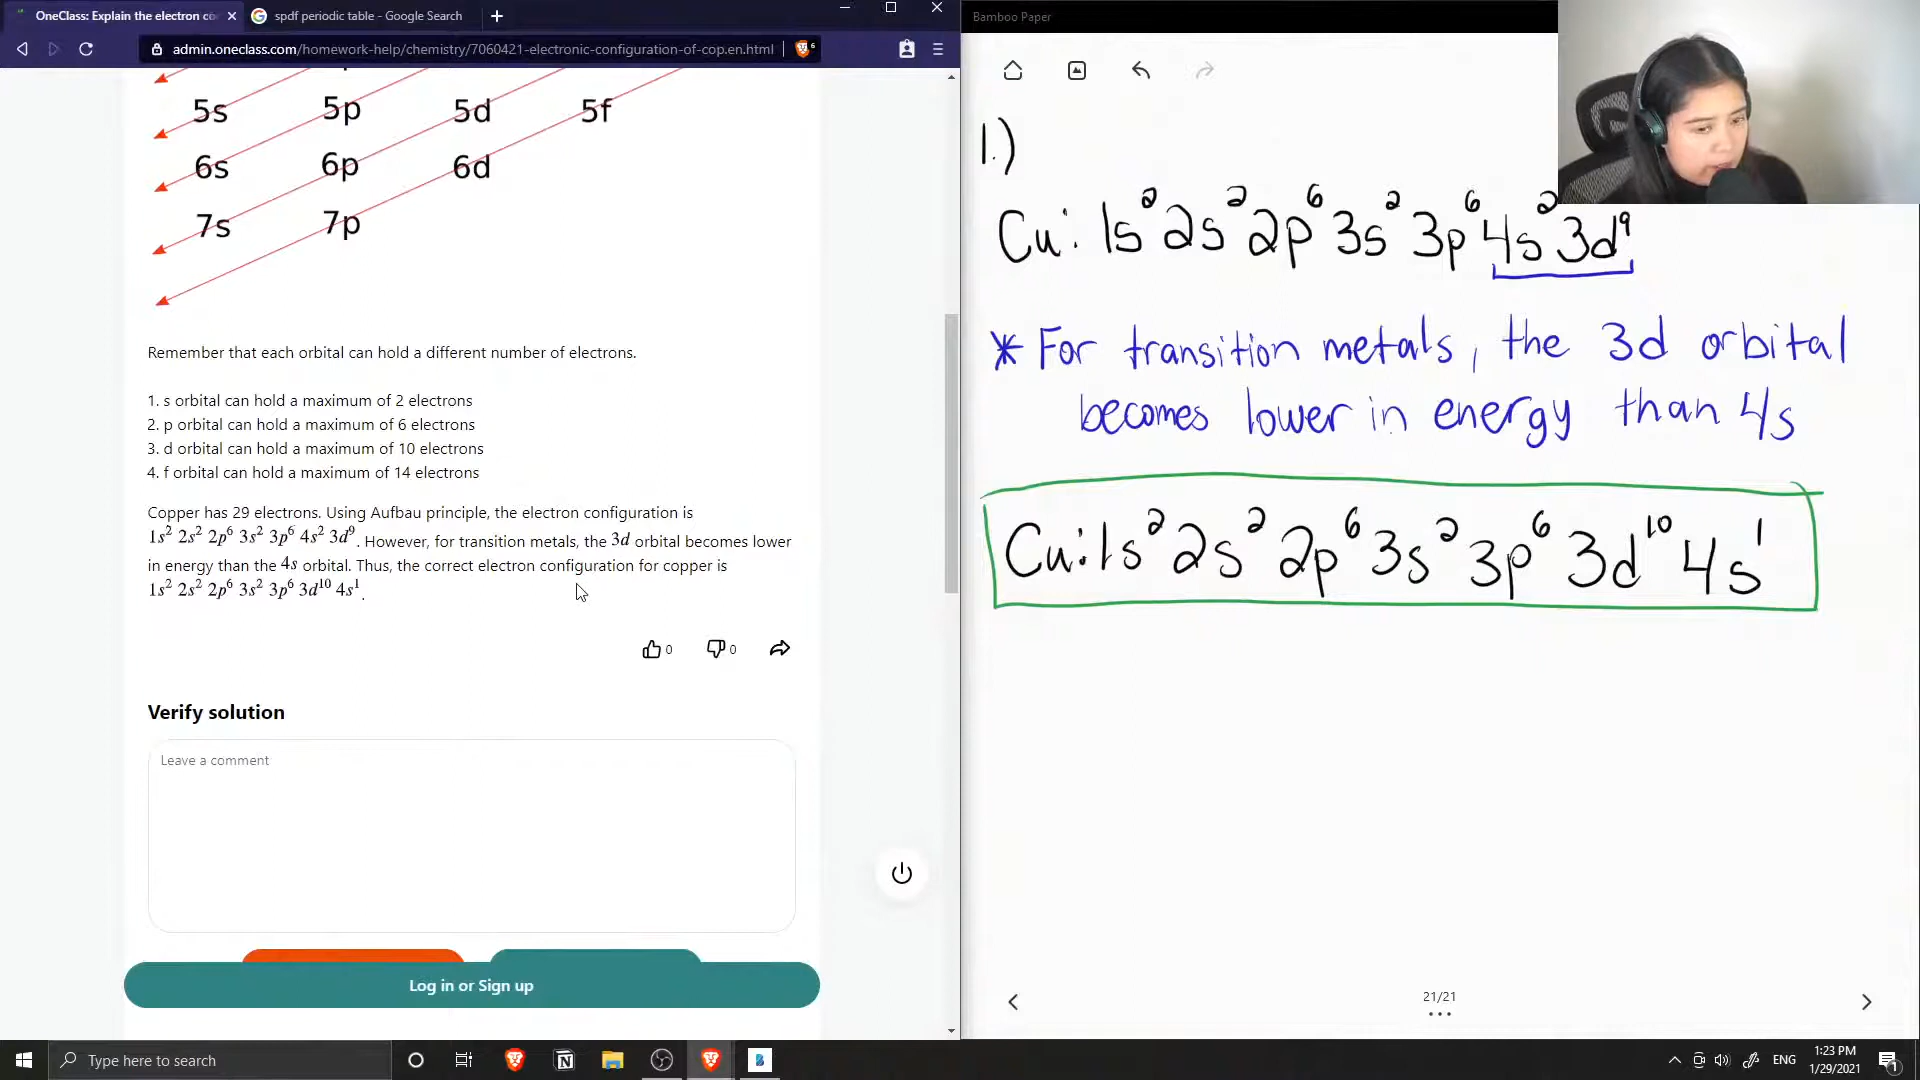 OneClass: Explain the electron co
spdf periodic table - Google Search
admin.oneclass.com/homework-help/chemistry/7060421-electronic-configuration-of-cop.en.html
6
5s 5p 5d 5f
6s 6p 6d
7s 7p
Remember that each orbital can hold a different number of electrons.
1. s orbital can hold a maximum of 2 electrons
2. p orbital can hold a maximum of 6 electrons
3. d orbital can hold a maximum of 10 electrons
4. f orbital can hold a maximum of 14 electrons
Copper has 29 electrons. Using Aufbau principle, the electron configuration is
1s² 2s² 2p⁶ 3s² 3p⁶ 4s² 3d⁹. However, for transition metals, the 3d orbital becomes lower
in energy than the 4s orbital. Thus, the correct electron configuration for copper is
1s² 2s² 2p⁶ 3s² 3p⁶ 3d¹⁰ 4s¹.
0 0
Verify solution
Leave a comment
Log in or Sign up
Bamboo Paper
1.)
Cu: 1s² 2s² 2p⁶ 3s² 3p⁶ 4s² 3d⁹
* For transition metals, the 3d orbital
becomes lower in energy than 4s
Cu: 1s² 2s² 2p⁶ 3s² 3p⁶ 3d¹⁰ 4s¹
21/21
Type here to search
ENG
1:23 PM
1/29/2021
1